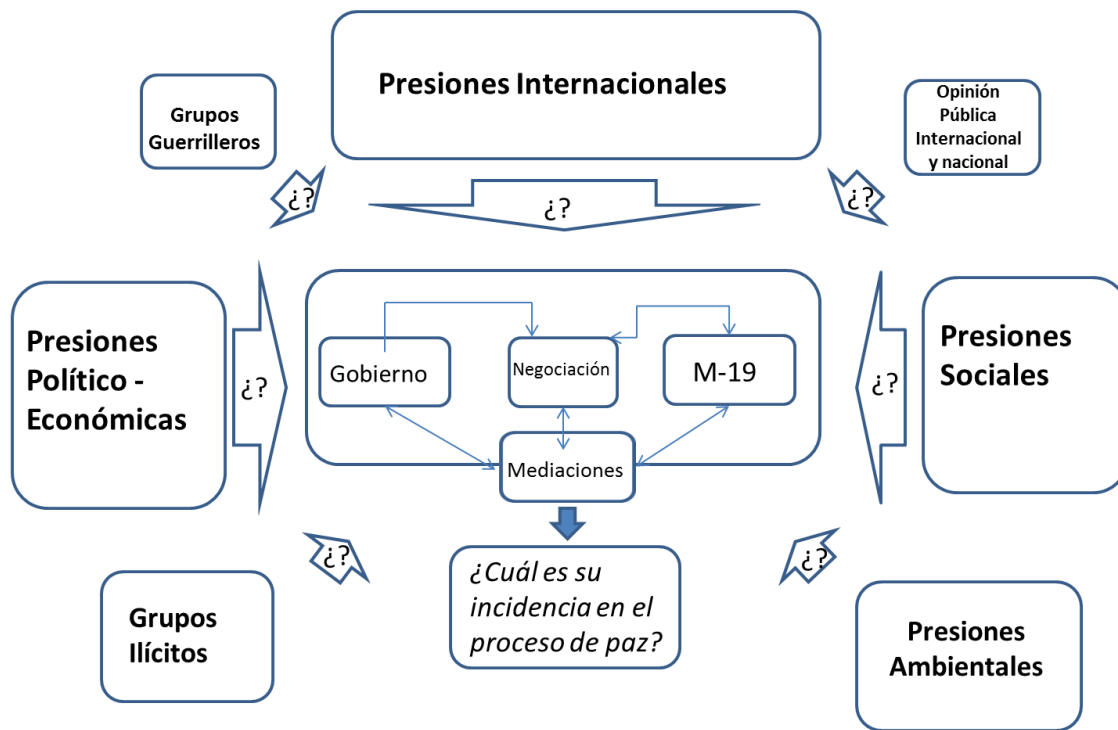 Presiones Internacionales
Grupos
Guerrilleros
Opinión
Pública
Internacional
y nacional
¿?
¿?
¿?
Presiones
Político -
Económicas
¿?
Gobierno
Negociación
M-19
Mediaciones
¿?
Presiones
Sociales
¿?
¿?
Grupos
Ilícitos
¿Cuál es su
incidencia en el
proceso de paz?
Presiones
Ambientales